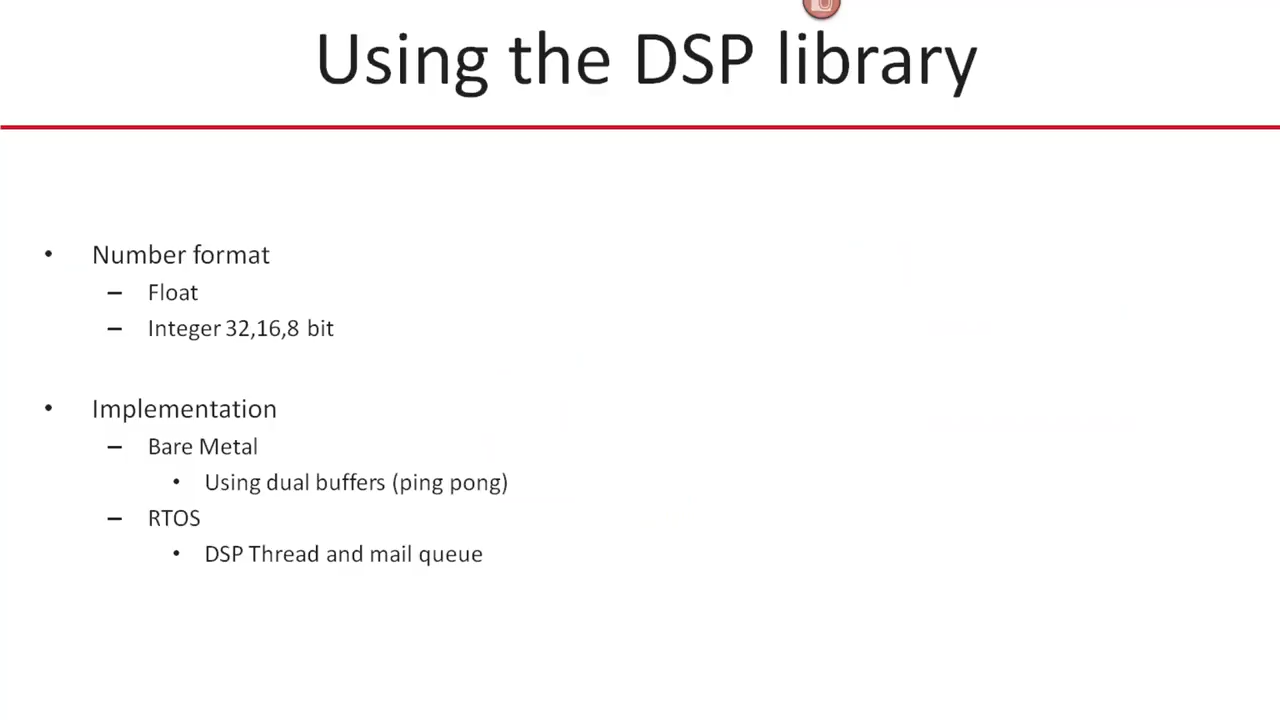 Using the DSP library
• Number format
– Float
– Integer 32,16,8 bit
• Implementation
– Bare Metal
• Using dual buffers (ping pong)
– RTOS
• DSP Thread and mail queue